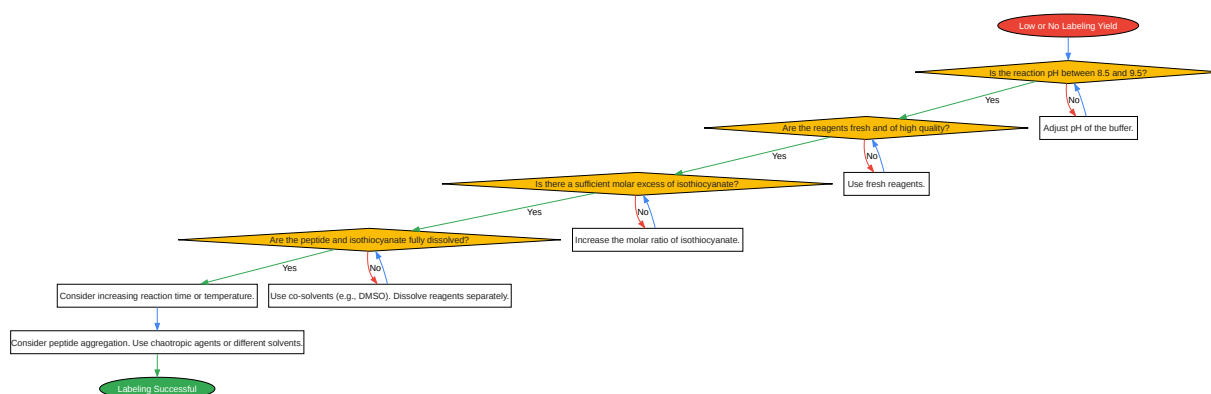 Low or No Labeling Yield
Is the reaction pH between 8.5 and 9.5?
Yes
No
Are the reagents fresh and of high quality?
Adjust pH of the buffer.
Yes
No
Is there a sufficient molar excess of isothiocyanate?
Use fresh reagents.
Yes
No
Are the peptide and isothiocyanate fully dissolved?
Increase the molar ratio of isothiocyanate.
Yes
No
Consider increasing reaction time or temperature.
Use co-solvents (e.g., DMSO). Dissolve reagents separately.
Consider peptide aggregation. Use chaotropic agents or different solvents.
Labeling Successful